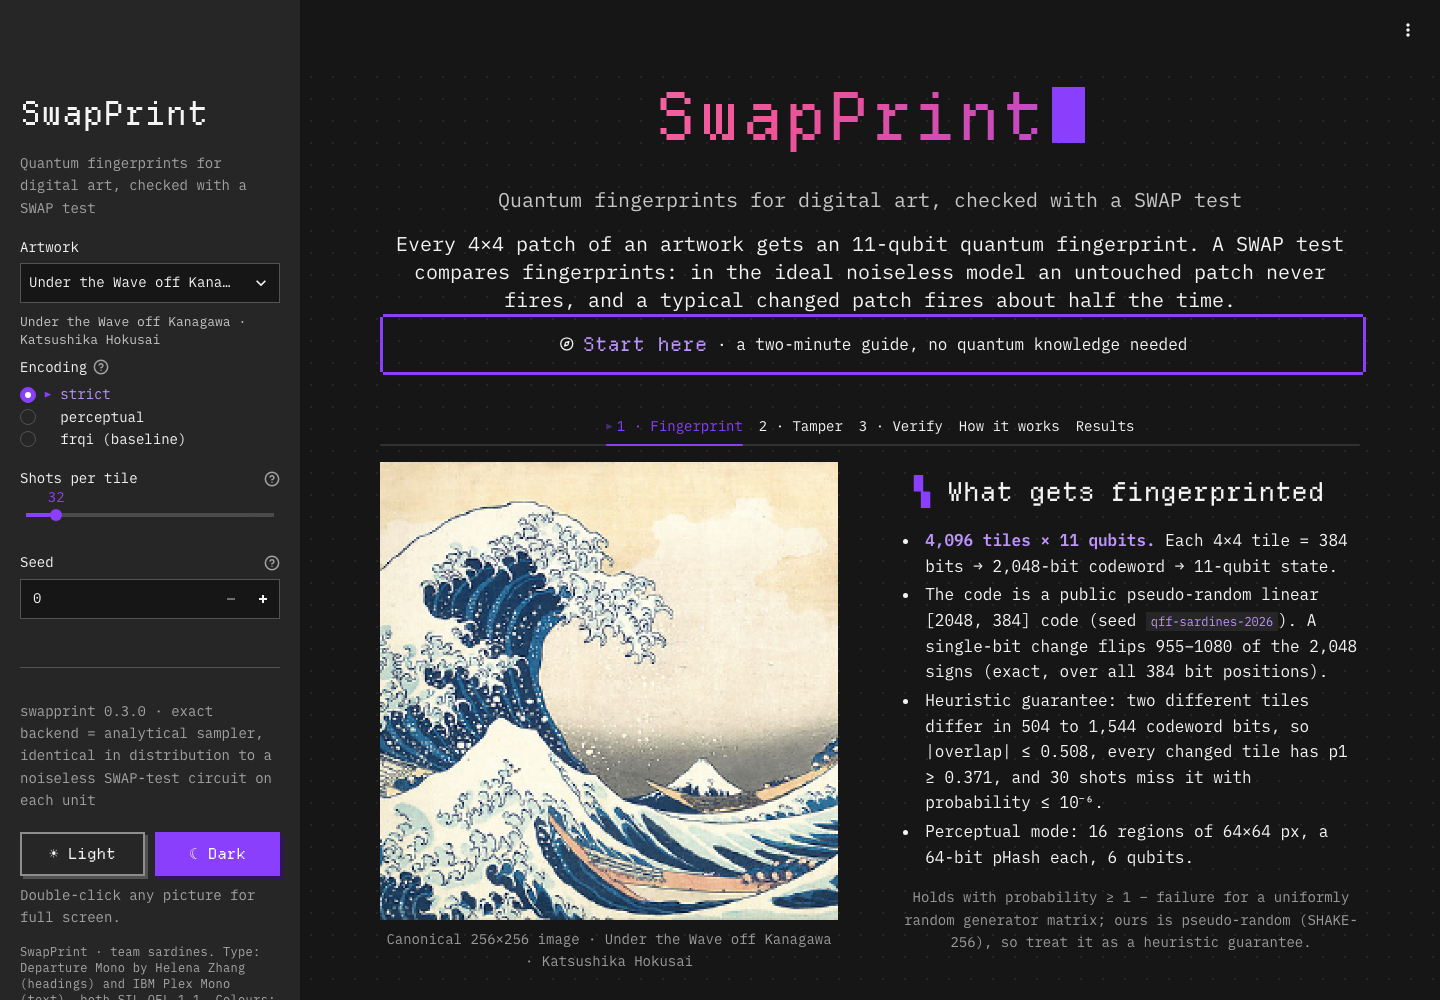 SwapPrint
Quantum fingerprints for
digital art, checked with a
SWAP test
Artwork
Under the Wave off Kana…
Under the Wave off Kanagawa ·
Katsushika Hokusai
Encoding
▸ strict
perceptual
frqi (baseline)
Shots per tile
32
Seed
0
swapprint 0.3.0 · exact
backend = analytical sampler,
identical in distribution to a
noiseless SWAP-test circuit on
each unit
☀ Light
☾ Dark
Double-click any picture for
full screen.
SwapPrint · team sardines. Type:
Departure Mono by Helena Zhang
(headings) and IBM Plex Mono
(text), both SIL OFL 1.1. Colours:
SwapPrint
Quantum fingerprints for digital art, checked with a SWAP test
Every 4×4 patch of an artwork gets an 11-qubit quantum fingerprint. A SWAP test
compares fingerprints: in the ideal noiseless model an untouched patch never
fires, and a typical changed patch fires about half the time.
Start here · a two-minute guide, no quantum knowledge needed
▸ 1 · Fingerprint 2 · Tamper 3 · Verify How it works Results
Canonical 256×256 image · Under the Wave off Kanagawa
· Katsushika Hokusai
What gets fingerprinted
• 4,096 tiles × 11 qubits. Each 4×4 tile = 384
bits → 2,048-bit codeword → 11-qubit state.
• The code is a public pseudo-random linear
[2048, 384] code (seed qff-sardines-2026). A
single-bit change flips 955–1080 of the 2,048
signs (exact, over all 384 bit positions).
• Heuristic guarantee: two different tiles
differ in 504 to 1,544 codeword bits, so
|overlap| ≤ 0.508, every changed tile has p1
≥ 0.371, and 30 shots miss it with
probability ≤ 10⁻⁶.
• Perceptual mode: 16 regions of 64×64 px, a
64-bit pHash each, 6 qubits.
Holds with probability ≥ 1 − failure for a uniformly
random generator matrix; ours is pseudo-random (SHAKE-
256), so treat it as a heuristic guarantee.